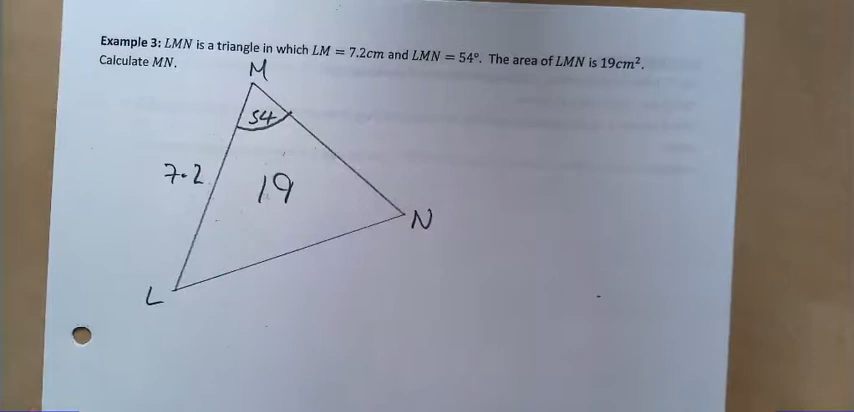 Example 3: LMN is a triangle in which LM = 7.2cm and LMN = 54°. The area of LMN is 19cm².
Calculate MN.
M
54
7.2
19
N
L